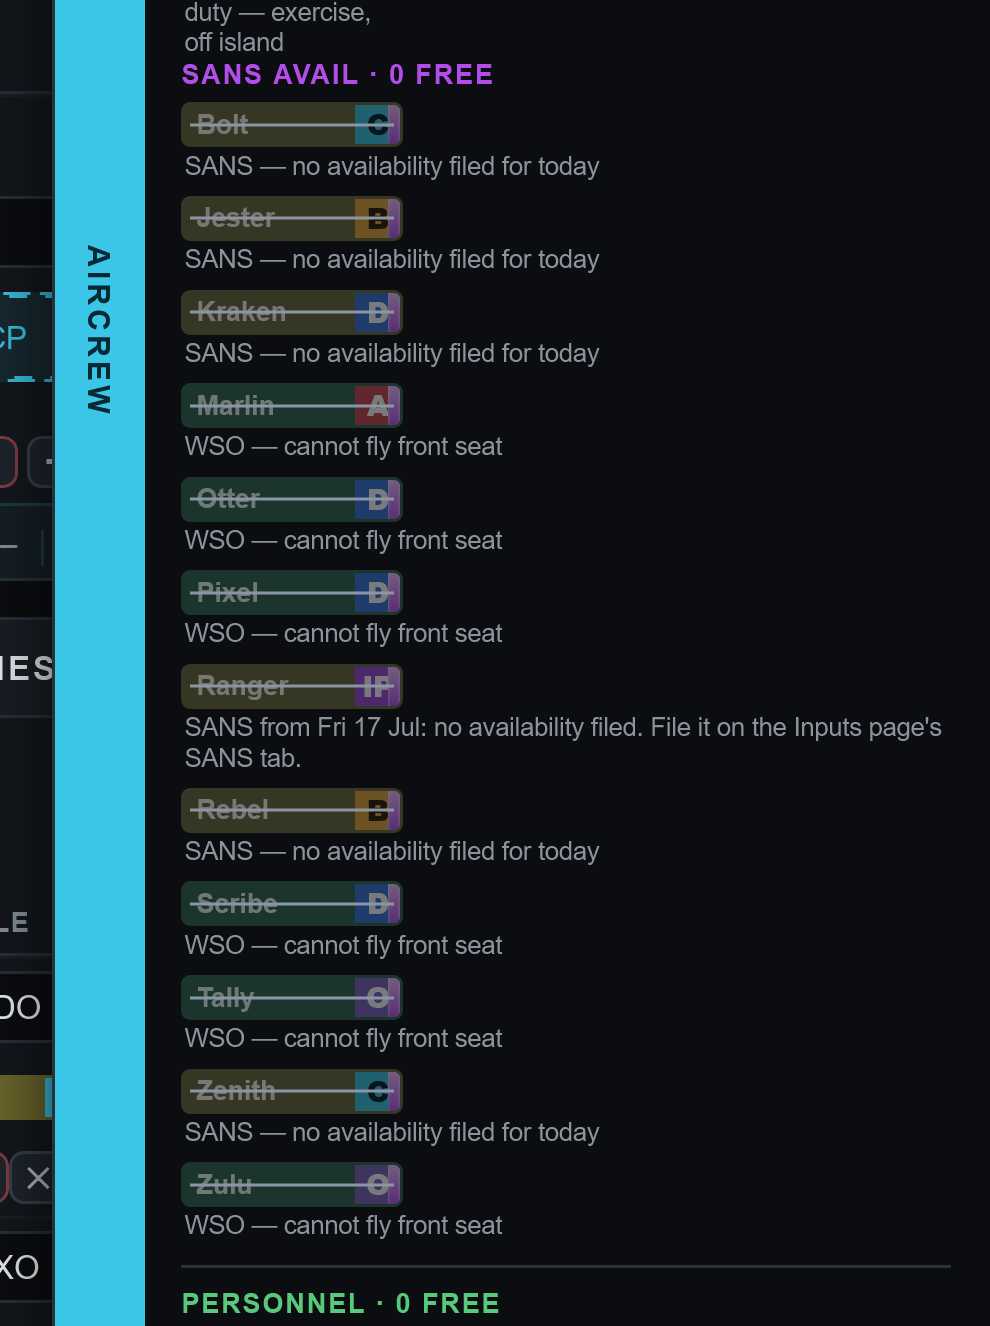 duty — exercise,
off island
SANS AVAIL · 0 FREE
Bolt C
SANS — no availability filed for today
Jester B
SANS — no availability filed for today
Kraken D
SANS — no availability filed for today
Marlin A
WSO — cannot fly front seat
Otter D
WSO — cannot fly front seat
Pixel D
WSO — cannot fly front seat
Ranger IP
SANS from Fri 17 Jul: no availability filed. File it on the Inputs page's
SANS tab.
Rebel B
SANS — no availability filed for today
Scribe D
WSO — cannot fly front seat
Tally O
WSO — cannot fly front seat
Zenith C
SANS — no availability filed for today
Zulu O
WSO — cannot fly front seat
PERSONNEL · 0 FREE
AIRCREW
CP
IES
LE
DO
XO